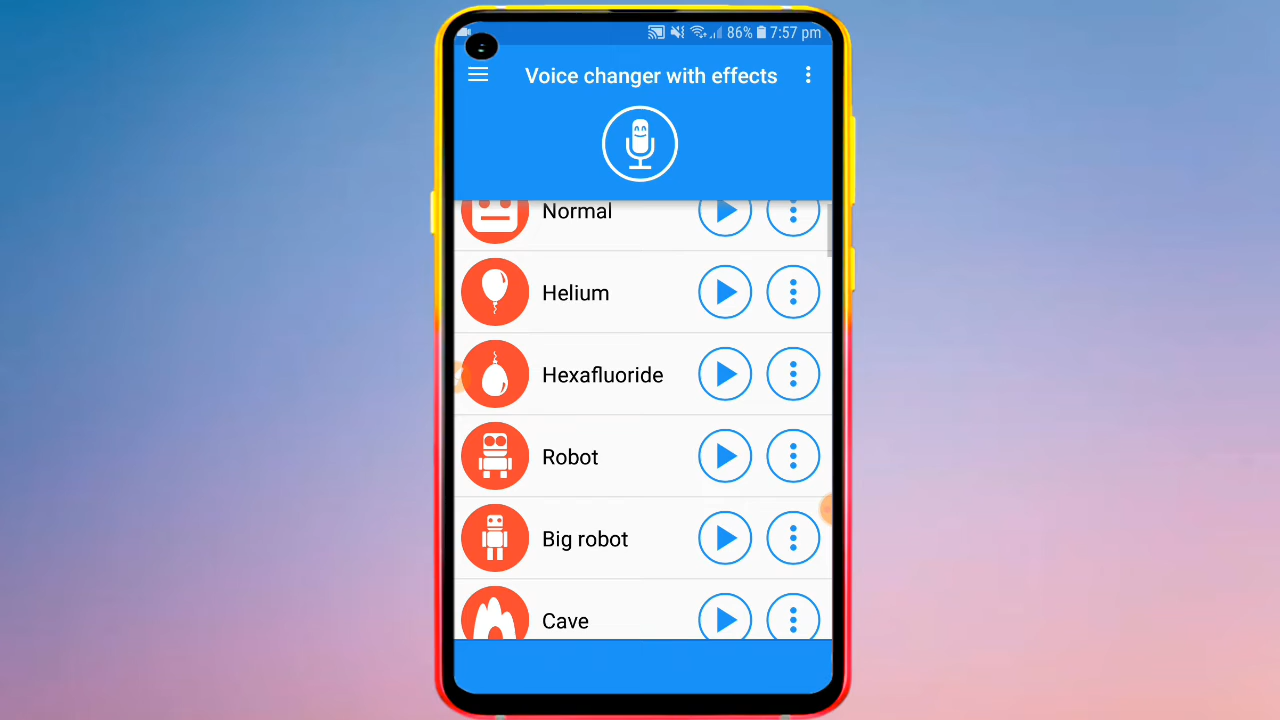 86% 7:57 pm
Voice changer with effects
Normal
Helium
Hexafluoride
Robot
Big robot
Cave